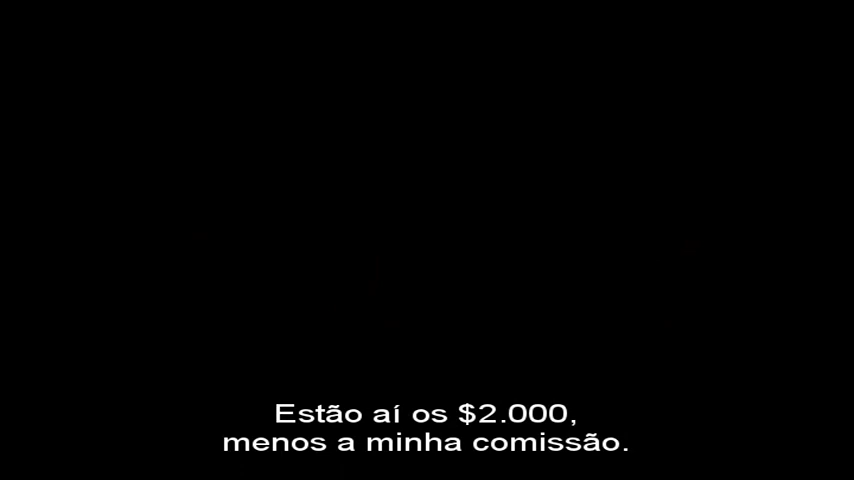 Estão aí os $2.000,
menos a minha comissão.